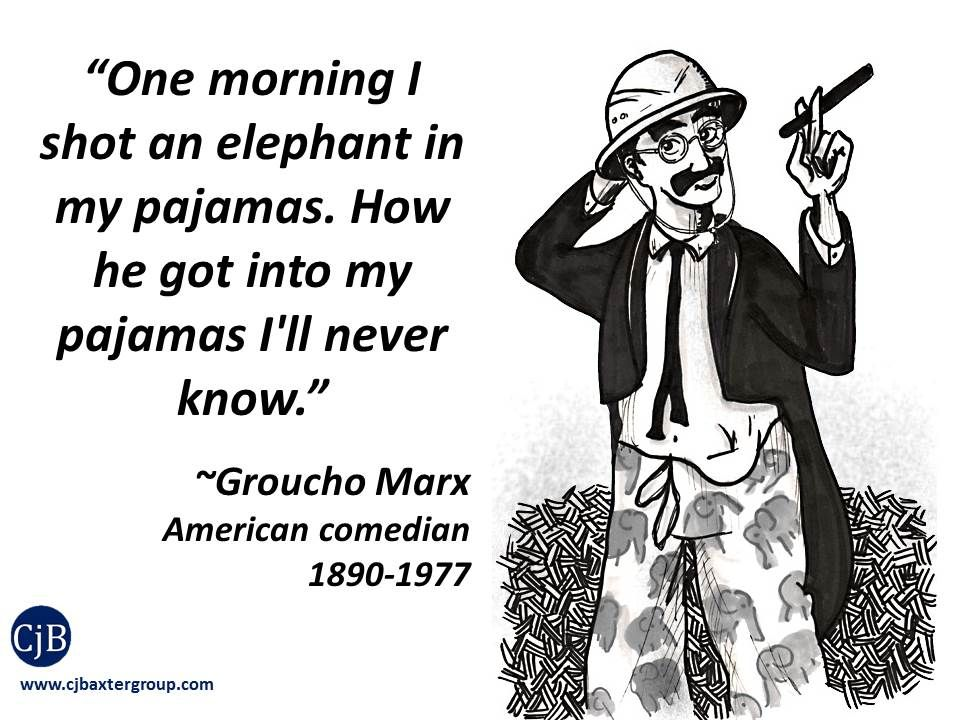 “One morning I
shot an elephant in
my pajamas. How
he got into my
pajamas I'll never
know.”
~Groucho Marx
American comedian
1890-1977
CjB
www.cjbaxtergroup.com